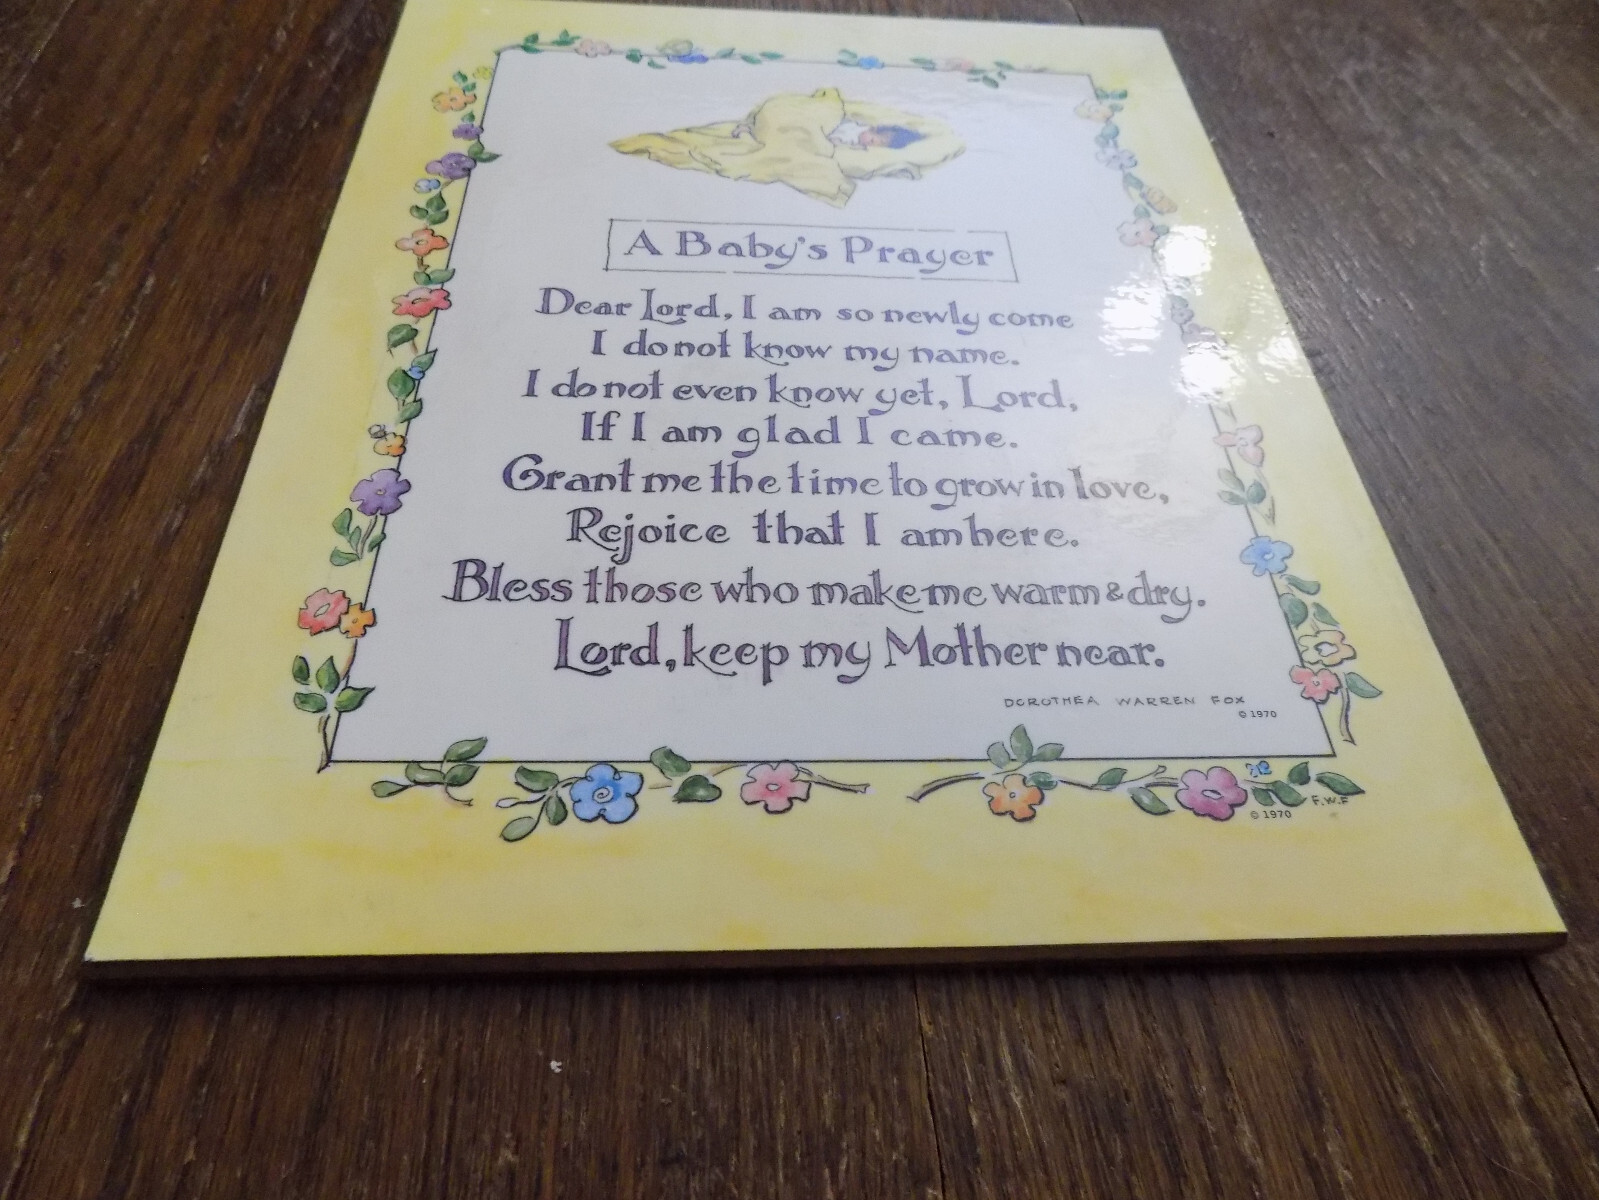 A Baby's Prayer
Dear Lord, I am so newly come
I do not know my name.
I do not even know yet, Lord,
If I am glad I came.
Grant me the time to grow in love,
Rejoice that I am here.
Bless those who make me warm & dry.
Lord, keep my Mother near.
DOROTHEA WARREN FOX
© 1970
F.W.F
© 1970